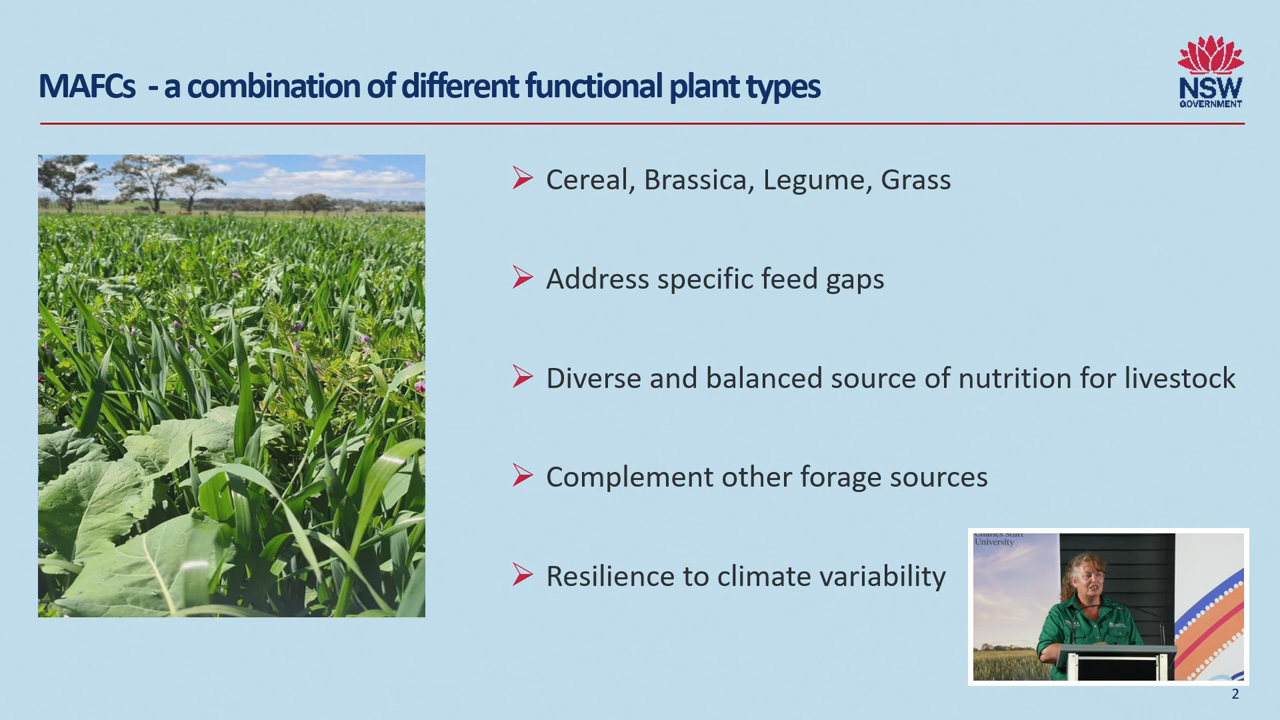 MAFCs - a combination of different functional plant types
NSW
GOVERNMENT
Cereal, Brassica, Legume, Grass
Address specific feed gaps
Diverse and balanced source of nutrition for livestock
Complement other forage sources
Resilience to climate variability
Charles Sturt
University
2